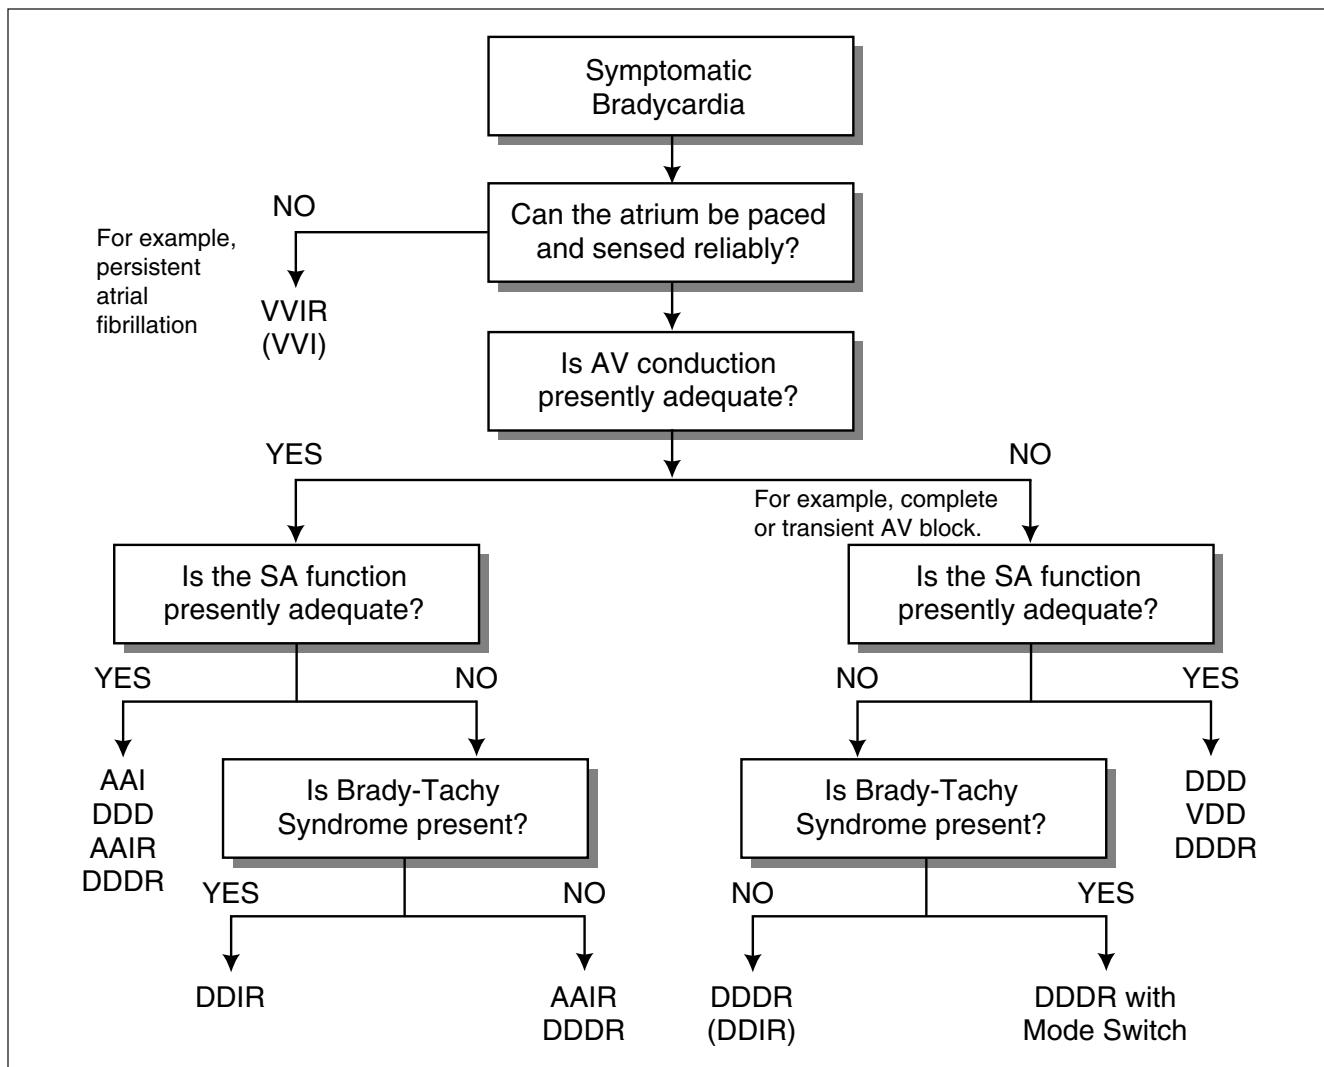 Symptomatic
Bradycardia
Can the atrium be paced
and sensed reliably?
NO
For example,
persistent
atrial
fibrillation
VVIR
(VVI)
Is AV conduction
presently adequate?
YES
NO
For example, complete
or transient AV block.
Is the SA function
presently adequate?
Is the SA function
presently adequate?
YES
NO
NO
YES
AAI
DDD
AAIR
DDDR
Is Brady-Tachy
Syndrome present?
Is Brady-Tachy
Syndrome present?
DDD
VDD
DDDR
YES
NO
NO
YES
DDIR
AAIR
DDDR
DDDR
(DDIR)
DDDR with
Mode Switch